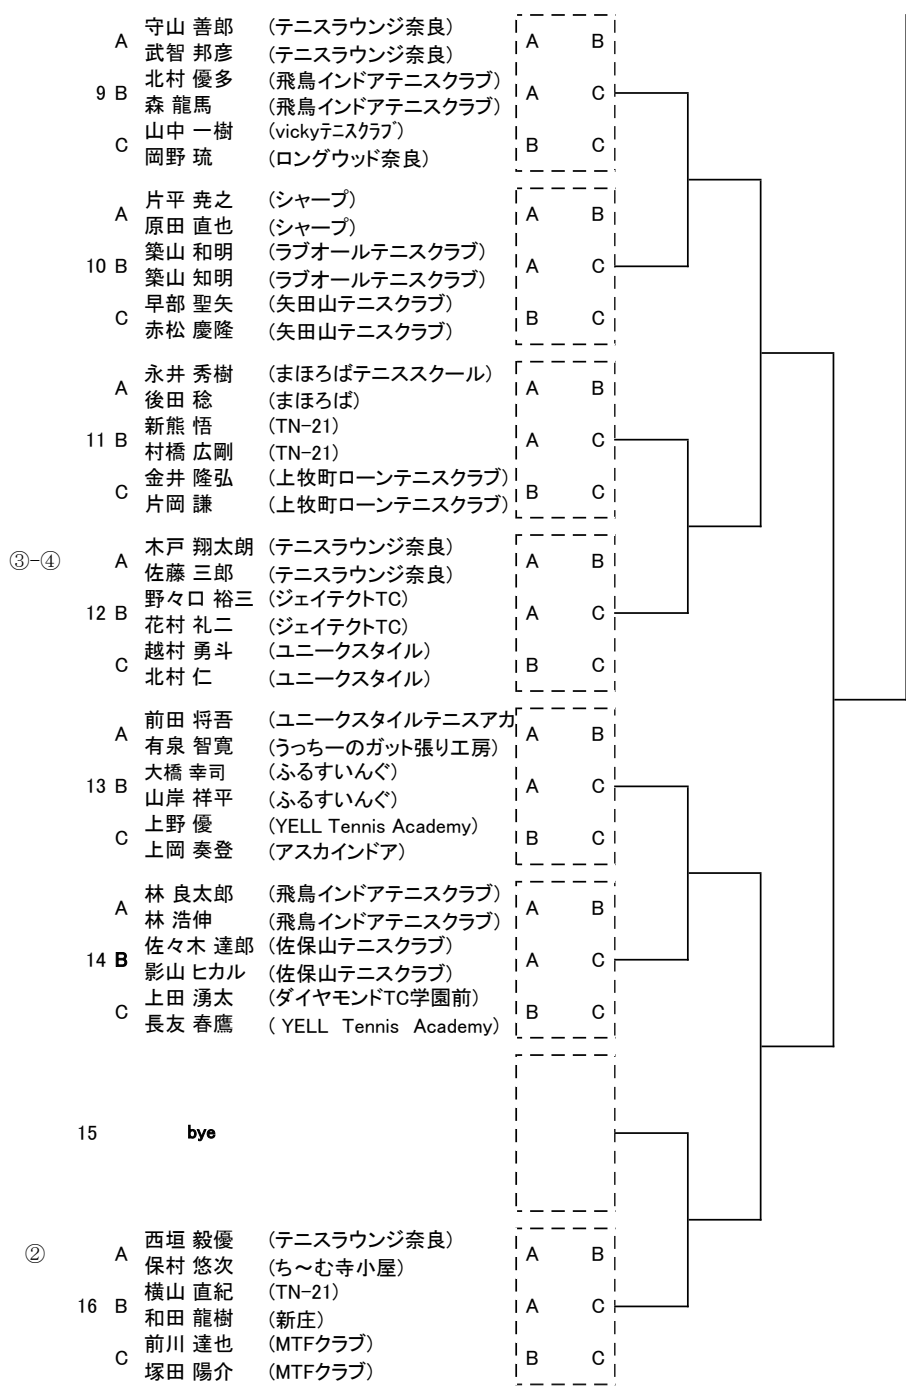 A 守山 善郎 (テニスラウンジ奈良) A B
武智 邦彦 (テニスラウンジ奈良)
9 B 北村 優多 (飛鳥インドアテニスクラブ) A C
森 龍馬 (飛鳥インドアテニスクラブ)
C 山中 一樹 (vickyテニスクラブ) B C
岡野 琉 (ロングウッド奈良)
A 片平 尭之 (シャープ) A B
原田 直也 (シャープ)
10 B 築山 和明 (ラブオールテニスクラブ) A C
築山 知明 (ラブオールテニスクラブ)
C 早部 聖矢 (矢田山テニスクラブ) B C
赤松 慶隆 (矢田山テニスクラブ)
A 永井 秀樹 (まほろばテニススクール) A B
後田 稔 (まほろば)
11 B 新熊 悟 (TN-21) A C
村橋 広剛 (TN-21)
C 金井 隆弘 (上牧町ローンテニスクラブ) B C
片岡 謙 (上牧町ローンテニスクラブ)
③-④ A 木戸 翔太朗 (テニスラウンジ奈良) A B
佐藤 三郎 (テニスラウンジ奈良)
12 B 野々口 裕三 (ジェイテクトTC) A C
花村 礼二 (ジェイテクトTC)
C 越村 勇斗 (ユニークスタイル) B C
北村 仁 (ユニークスタイル)
A 前田 将吾 (ユニークスタイルテニスアカ A B
有泉 智寛 (うっちーのガット張り工房)
13 B 大橋 幸司 (ふるすいんぐ) A C
山岸 祥平 (ふるすいんぐ)
C 上野 優 (YELL Tennis Academy) B C
上岡 奏登 (アスカインドア)
A 林 良太郎 (飛鳥インドアテニスクラブ) A B
林 浩伸 (飛鳥インドアテニスクラブ)
14 B 佐々木 達郎 (佐保山テニスクラブ) A C
影山 ヒカル (佐保山テニスクラブ)
C 上田 湧太 (ダイヤモンドTC学園前) B C
長友 春鷹 ( YELL Tennis Academy)
15 bye
② A 西垣 毅優 (テニスラウンジ奈良) A B
保村 悠次 (ち～む寺小屋)
16 B 横山 直紀 (TN-21) A C
和田 龍樹 (新庄)
C 前川 達也 (MTFクラブ) B C
塚田 陽介 (MTFクラブ)